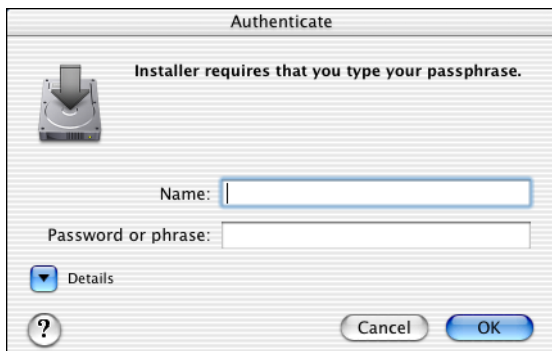 Authenticate
Installer requires that you type your passphrase.
Name:
Password or phrase:
Details
?
Cancel
OK